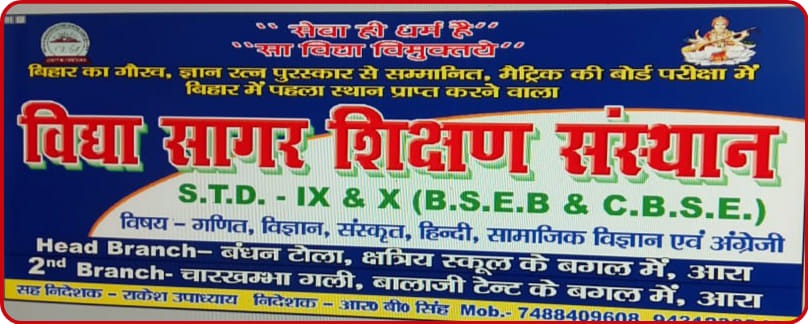 ‘‘सेवा ही धर्म है’’
‘‘सा विद्या विमुक्तये’’
बिहार का गौरव, ज्ञान रत्न पुरस्कार से सम्मानित, मैट्रिक की बोर्ड परीक्षा में
बिहार में पहला स्थान प्राप्त करने वाला
विद्या सागर शिक्षण संस्थान
S.T.D. - IX & X (B.S.E.B & C.B.S.E.)
विषय – गणित, विज्ञान, संस्कृत, हिन्दी, सामाजिक विज्ञान एवं अंग्रेजी
Head Branch– बंधन टोला, क्षत्रिय स्कूल के बगल में, आरा
2nd Branch- चारखम्भा गली, बालाजी टेन्ट के बगल में, आरा
सह निदेशक - राकेश उपाध्याय निदेशक - आर० बी० सिंह Mob.- 7488409608